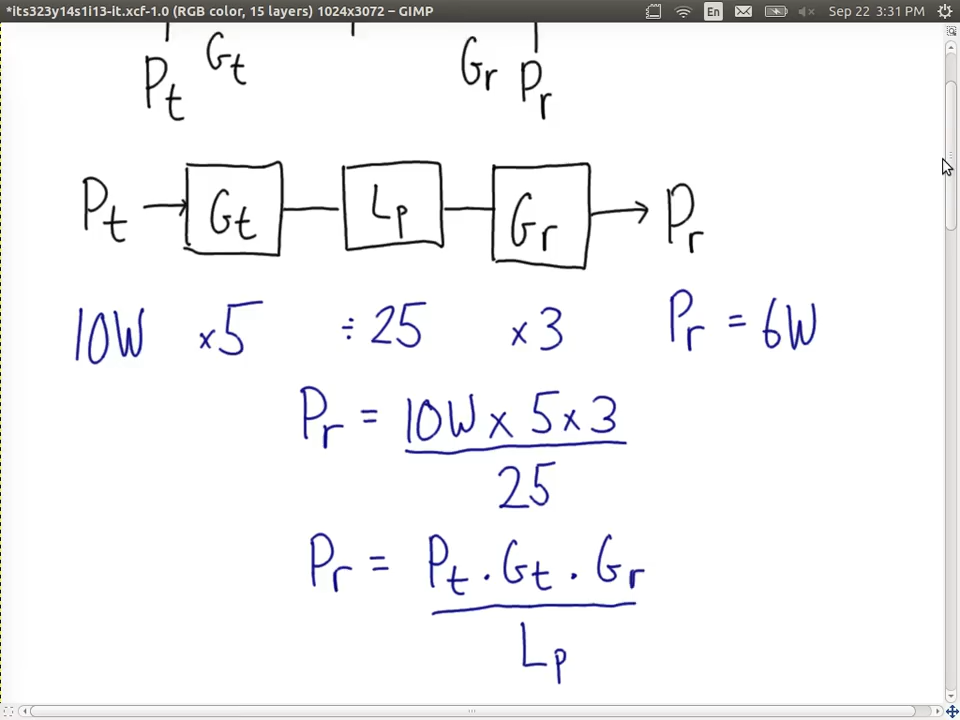 *its323y14s1i13-it.xcf-1.0 (RGB color, 15 layers) 1024x3072 – GIMP En Sep 22 3:31 PM
Pt Gt Gr Pr
Pt Gt Lp Gr Pr
10W ×5 ÷25 ×3 Pr = 6W
Pr = 10W × 5 × 3
25
Pr = Pt . Gt . Gr
Lp